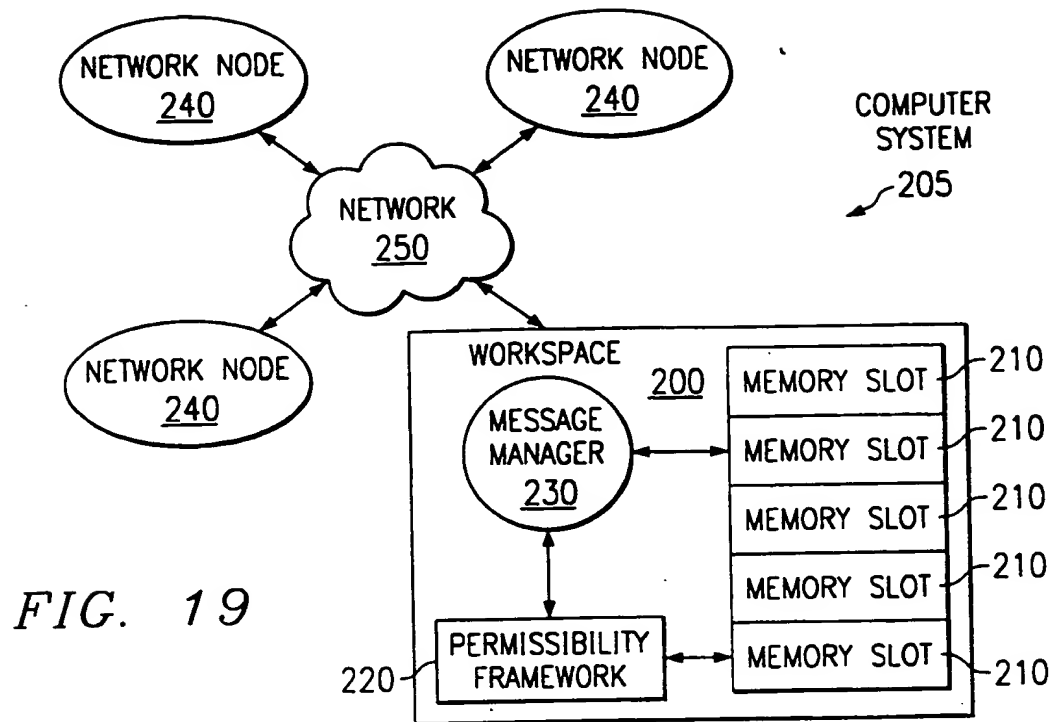 NETWORK NODE
240
NETWORK NODE
240
COMPUTER
SYSTEM
205
NETWORK
250
NETWORK NODE
240
WORKSPACE
200
MESSAGE
MANAGER
230
MEMORY SLOT
210
MEMORY SLOT
210
MEMORY SLOT
210
MEMORY SLOT
210
MEMORY SLOT
210
220
PERMISSIBILITY
FRAMEWORK
FIG. 19